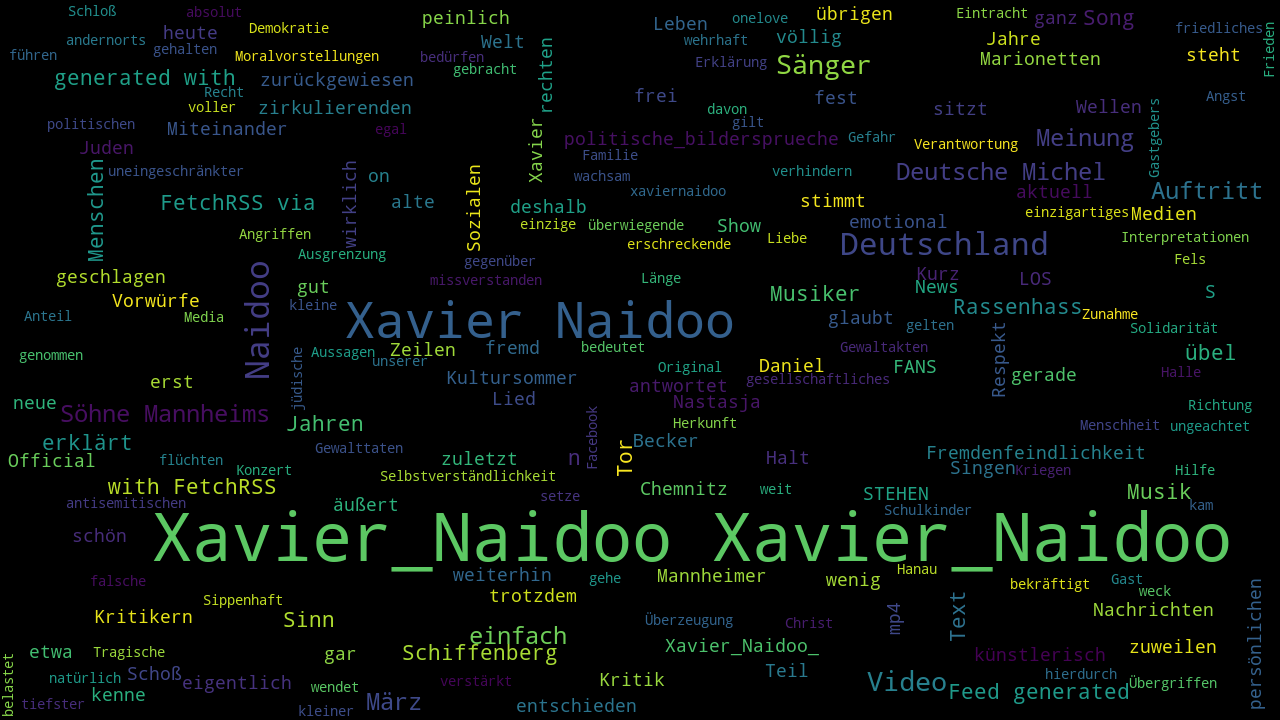 Schloß absolut peinlich Leben onelove übrigen Eintracht ganz Song
andernorts heute Demokratie Welt wehrhaft völlig Jahre friedliches
führen gehalten Moralvorstellungen bedürfen rechten Erklärung Sänger Marionetten steht Frieden
generated with zurückgewiesen gebracht
Recht frei fest Angst
voller zirkulierenden davon sitzt Wellen
politischen Miteinander egal Xavier gilt
Juden politische_bildersprueche Gefahr Verantwortung Meinung Gastgebers
Familie
Menschen uneingeschränkter wirklich on Sozialen wachsam verhindern Deutsche Michel
xaviernaidoo aktuell Auftritt
FetchRSS via alte deshalb stimmt
einzigartiges Medien
Angriffen einzige überwiegende Show emotional
erschreckende Liebe Deutschland Interpretationen
Ausgrenzung gegenüber Fels
geschlagen missverstanden Länge Kurz LOS
Naidoo gut Musiker News S
Vorwürfe kleine Rassenhass
Anteil Media Xavier Naidoo glaubt gelten Zunahme
Solidarität
genommen jüdische Aussagen Zeilen fremd bedeutet Gewaltakten Respekt übel
unserer Original Daniel FANS
erst Kultursommer antwortet gesellschaftliches gerade Halle
neue Lied Nastasja Richtung
Söhne Mannheims Jahren Facebook Herkunft Menschheit ungeachtet
erklärt Tor Becker
Official flüchten Gewalttaten zuletzt n Halt Fremdenfeindlichkeit
Konzert Singen Kriegen Hilfe
with FetchRSS Selbstverständlichkeit Chemnitz weit STEHEN Musik
antisemitischen äußert setze Schulkinder kam
schön Xavier_Naidoo Xavier_Naidoo
falsche weiterhin gehe Mannheimer wenig Hanau bekräftigt Gast weck persönlichen
Sippenhaft trotzdem
Kritikern Sinn Überzeugung Christ mp4 Text Nachrichten
einfach
belastet etwa Tragische gar Schiffenberg Xavier_Naidoo_ künstlerisch zuweilen
natürlich Schoß eigentlich wendet verstärkt Kritik Teil Video hierdurch Übergriffen
kenne Feed generated
tiefster kleiner März entschieden